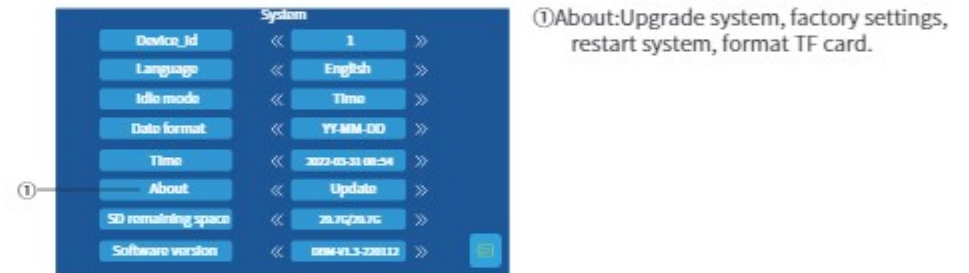 System
Device_Id « 1 »
Language « English »
Idle mode « Time »
Date format « YY-MM-DD »
Time « 2022-03-31 08:54 »
① About « Update »
SD remaining space « 29.7G/29.7G »
Software version « »
①About:Upgrade system, factory settings,
restart system, format TF card.